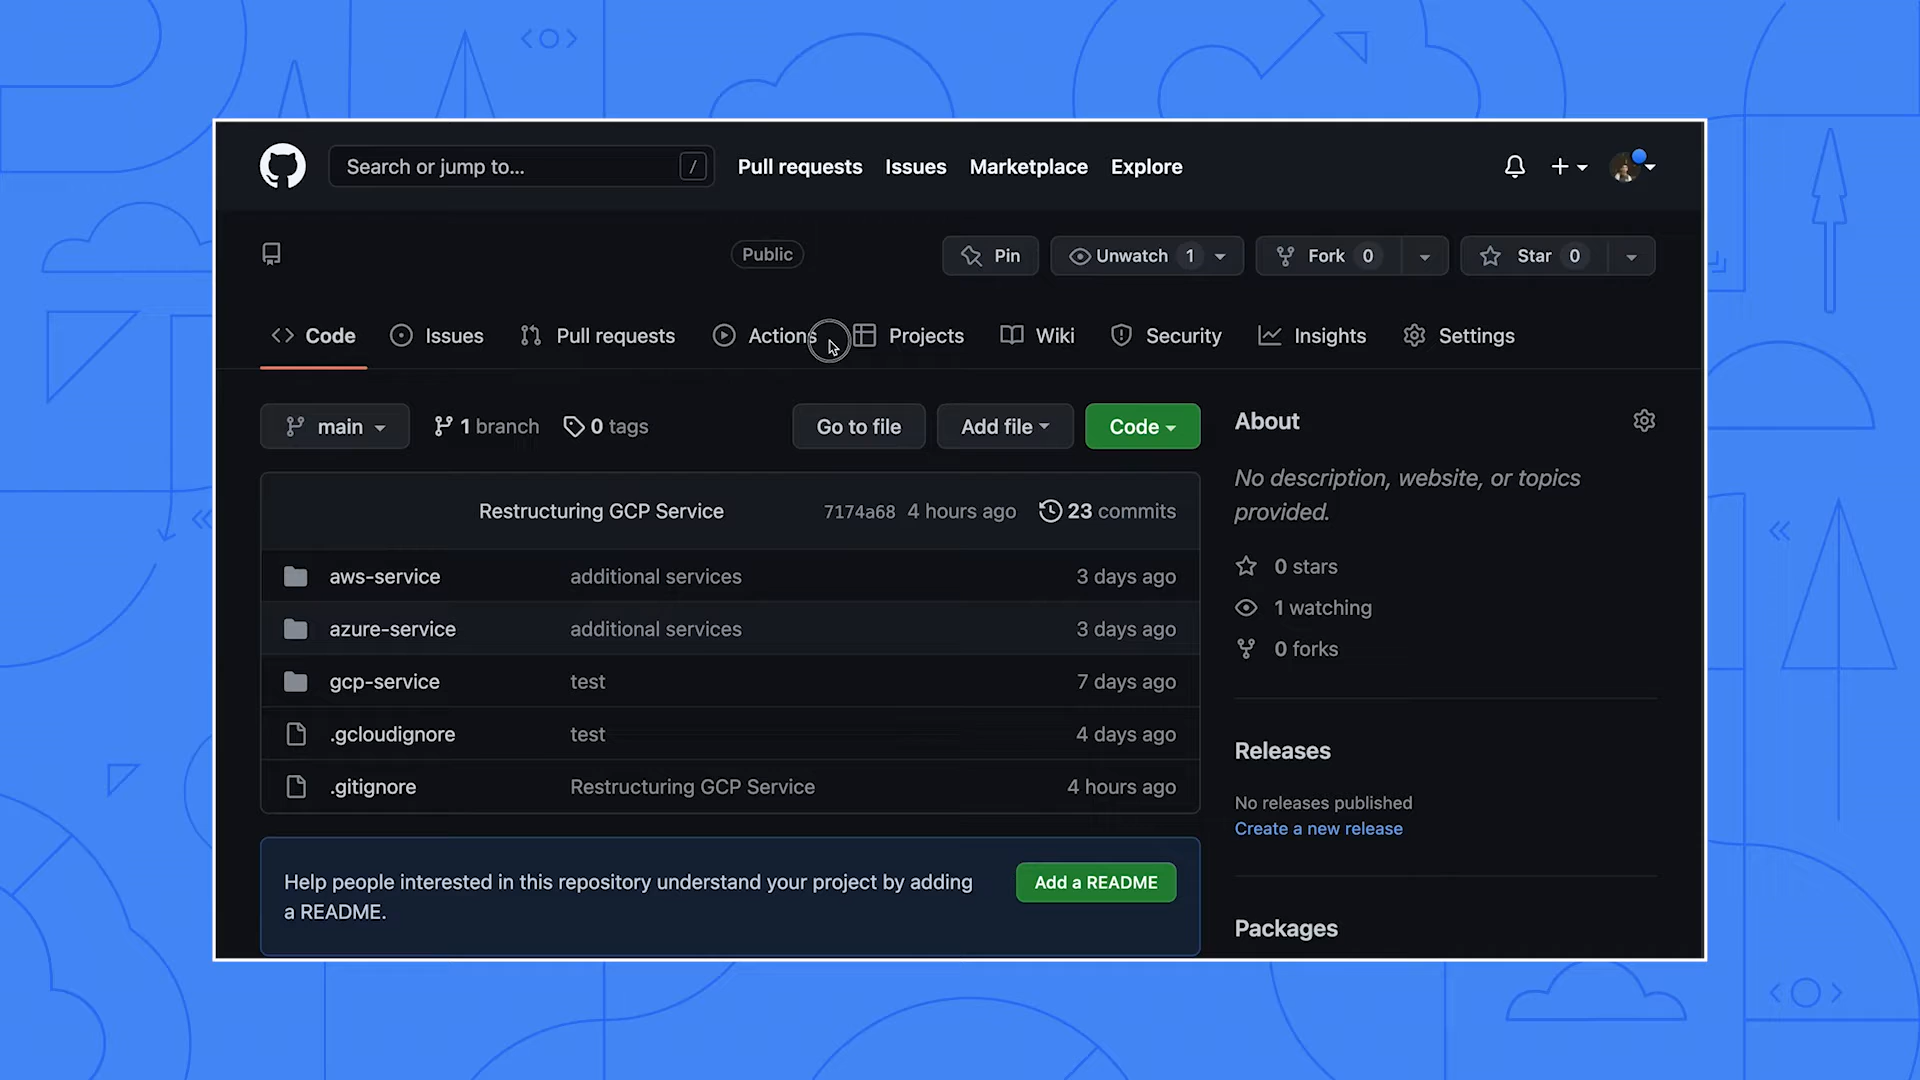 Search or jump to... /
Pull requests Issues Marketplace Explore
Public
Pin Unwatch 1 Fork 0 Star 0
Code Issues Pull requests Actions Projects Wiki Security Insights Settings
main 1 branch 0 tags Go to file Add file Code
Restructuring GCP Service 7174a68 4 hours ago 23 commits
aws-service additional services 3 days ago
azure-service additional services 3 days ago
gcp-service test 7 days ago
.gcloudignore test 4 days ago
.gitignore Restructuring GCP Service 4 hours ago
Help people interested in this repository understand your project by adding
a README.
Add a README
About
No description, website, or topics
provided.
0 stars
1 watching
0 forks
Releases
No releases published
Create a new release
Packages